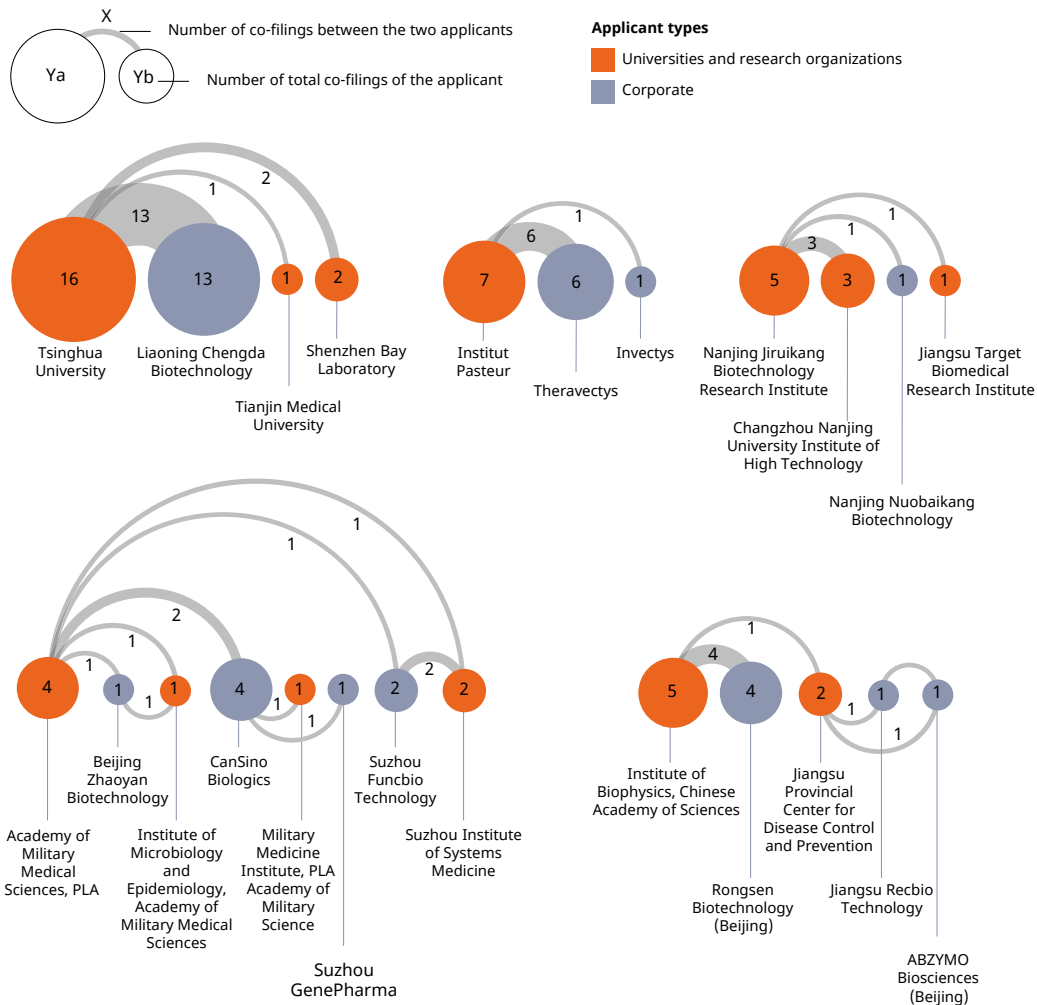 X
Number of co-filings between the two applicants
Ya
Yb
Number of total co-filings of the applicant
Applicant types
Universities and research organizations
Corporate
2
1
13
16
13
1
2
Tsinghua
University
Liaoning Chengda
Biotechnology
Tianjin Medical
University
Shenzhen Bay
Laboratory
1
6
7
6
1
Institut
Pasteur
Theravectys
Invectys
1
1
3
5
3
1
1
Nanjing Jiruikang
Biotechnology
Research Institute
Changzhou Nanjing
University Institute of
High Technology
Nanjing Nuobaikang
Biotechnology
Jiangsu Target
Biomedical
Research Institute
1
1
2
1
1
2
4
1
1
4
1
1
2
2
1
1
1
Academy of
Military
Medical
Sciences, PLA
Beijing
Zhaoyan
Biotechnology
Institute of
Microbiology
and
Epidemiology,
Academy of
Military Medical
Sciences
CanSino
Biologics
Military
Medicine
Institute, PLA
Academy of
Military
Science
Suzhou
GenePharma
Suzhou
Funcbio
Technology
Suzhou Institute
of Systems
Medicine
1
4
5
4
2
1
1
1
1
Institute of
Biophysics, Chinese
Academy of Sciences
Rongsen
Biotechnology
(Beijing)
Jiangsu
Provincial
Center for
Disease Control
and Prevention
Jiangsu Recbio
Technology
ABZYMO
Biosciences
(Beijing)